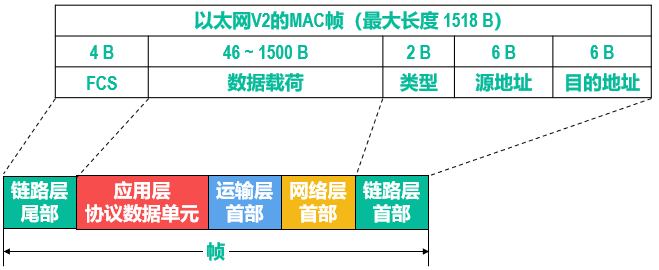 以太网V2的MAC帧（最大长度 1518 B）
4 B
46 ~ 1500 B
2 B
6 B
6 B
FCS
数据载荷
类型
源地址
目的地址
链路层
尾部
应用层
协议数据单元
运输层
首部
网络层
首部
链路层
首部
帧